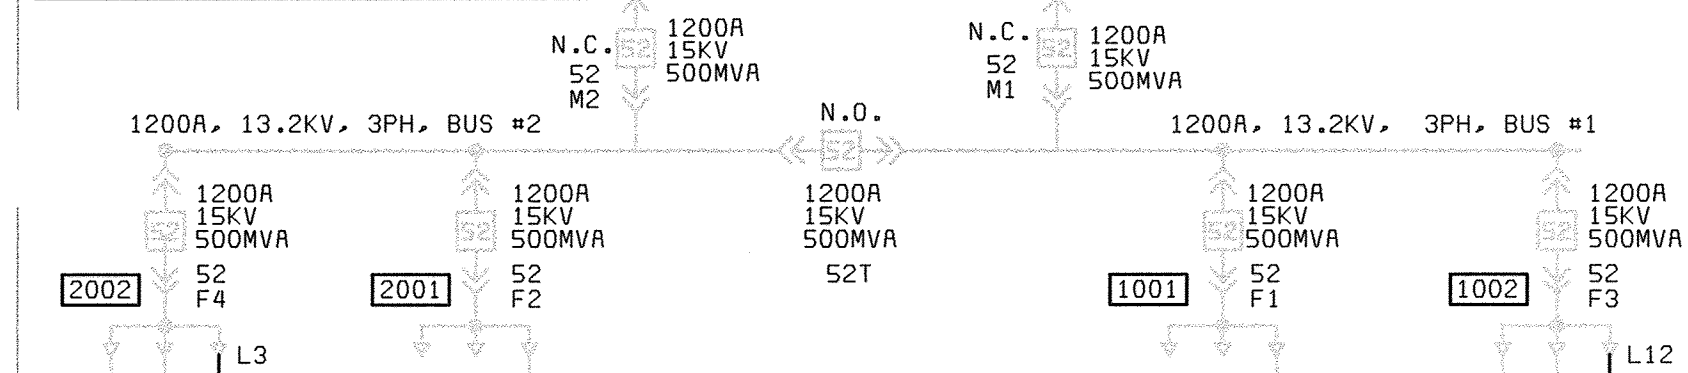 N.C.
52
M2
52
1200A
15KV
500MVA
N.C.
52
M1
52
1200A
15KV
500MVA
1200A, 13.2KV, 3PH, BUS #2
N.O.
52
1200A
15KV
500MVA
52T
1200A, 13.2KV, 3PH, BUS #1
52
1200A
15KV
500MVA
2002
52
F4
L3
52
1200A
15KV
500MVA
2001
52
F2
52
1200A
15KV
500MVA
1001
52
F1
52
1200A
15KV
500MVA
1002
52
F3
L12